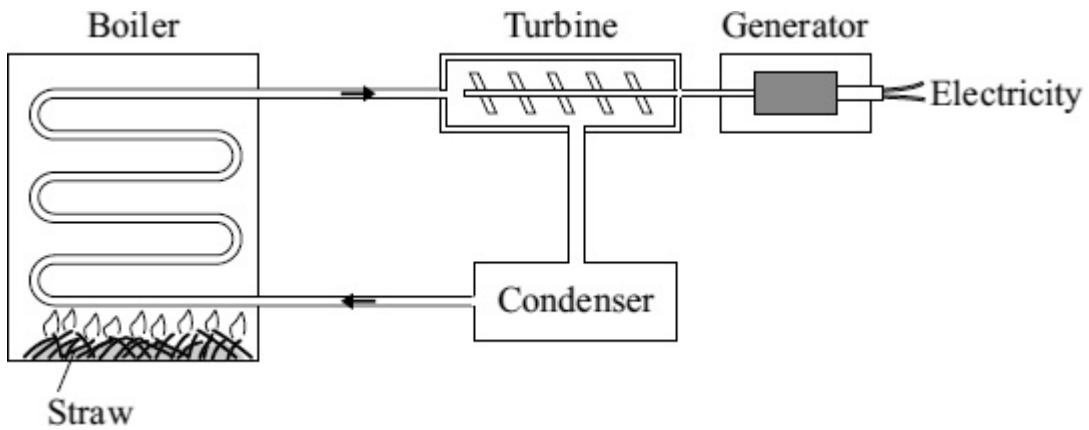 Boiler
Turbine
Generator
Electricity
Condenser
Straw